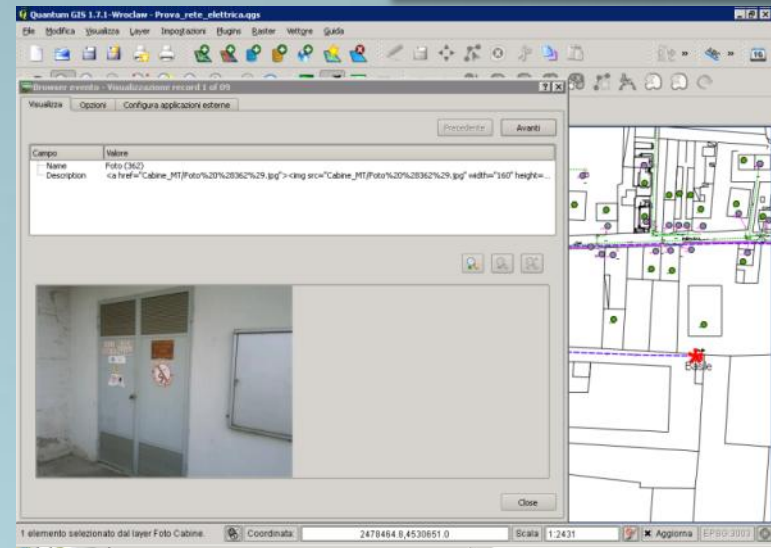 Quantum GIS 1.7.1-Wroclaw - Prova_rete_elettrica.qgs
File Modifica Visualizza Layer Impostazioni Plugins Raster Vettore Guida
Browser evento - Visualizzazione record 1 of 09
Visualizza Opzioni Configura applicazioni esterne
Precedente Avanti
Campo Valore
Name Foto (362)
Description <a href="Cabine_MT/Foto%20%28362%29.jpg"><img src="Cabine_MT/Foto%20%28362%29.jpg" width="160" height=...
Basile
Close
1 elemento selezionato dal layer Foto Cabine. Coordinata: 2478464.8,4530651.0 Scala 1:2431 Aggiorna EPSG:3003